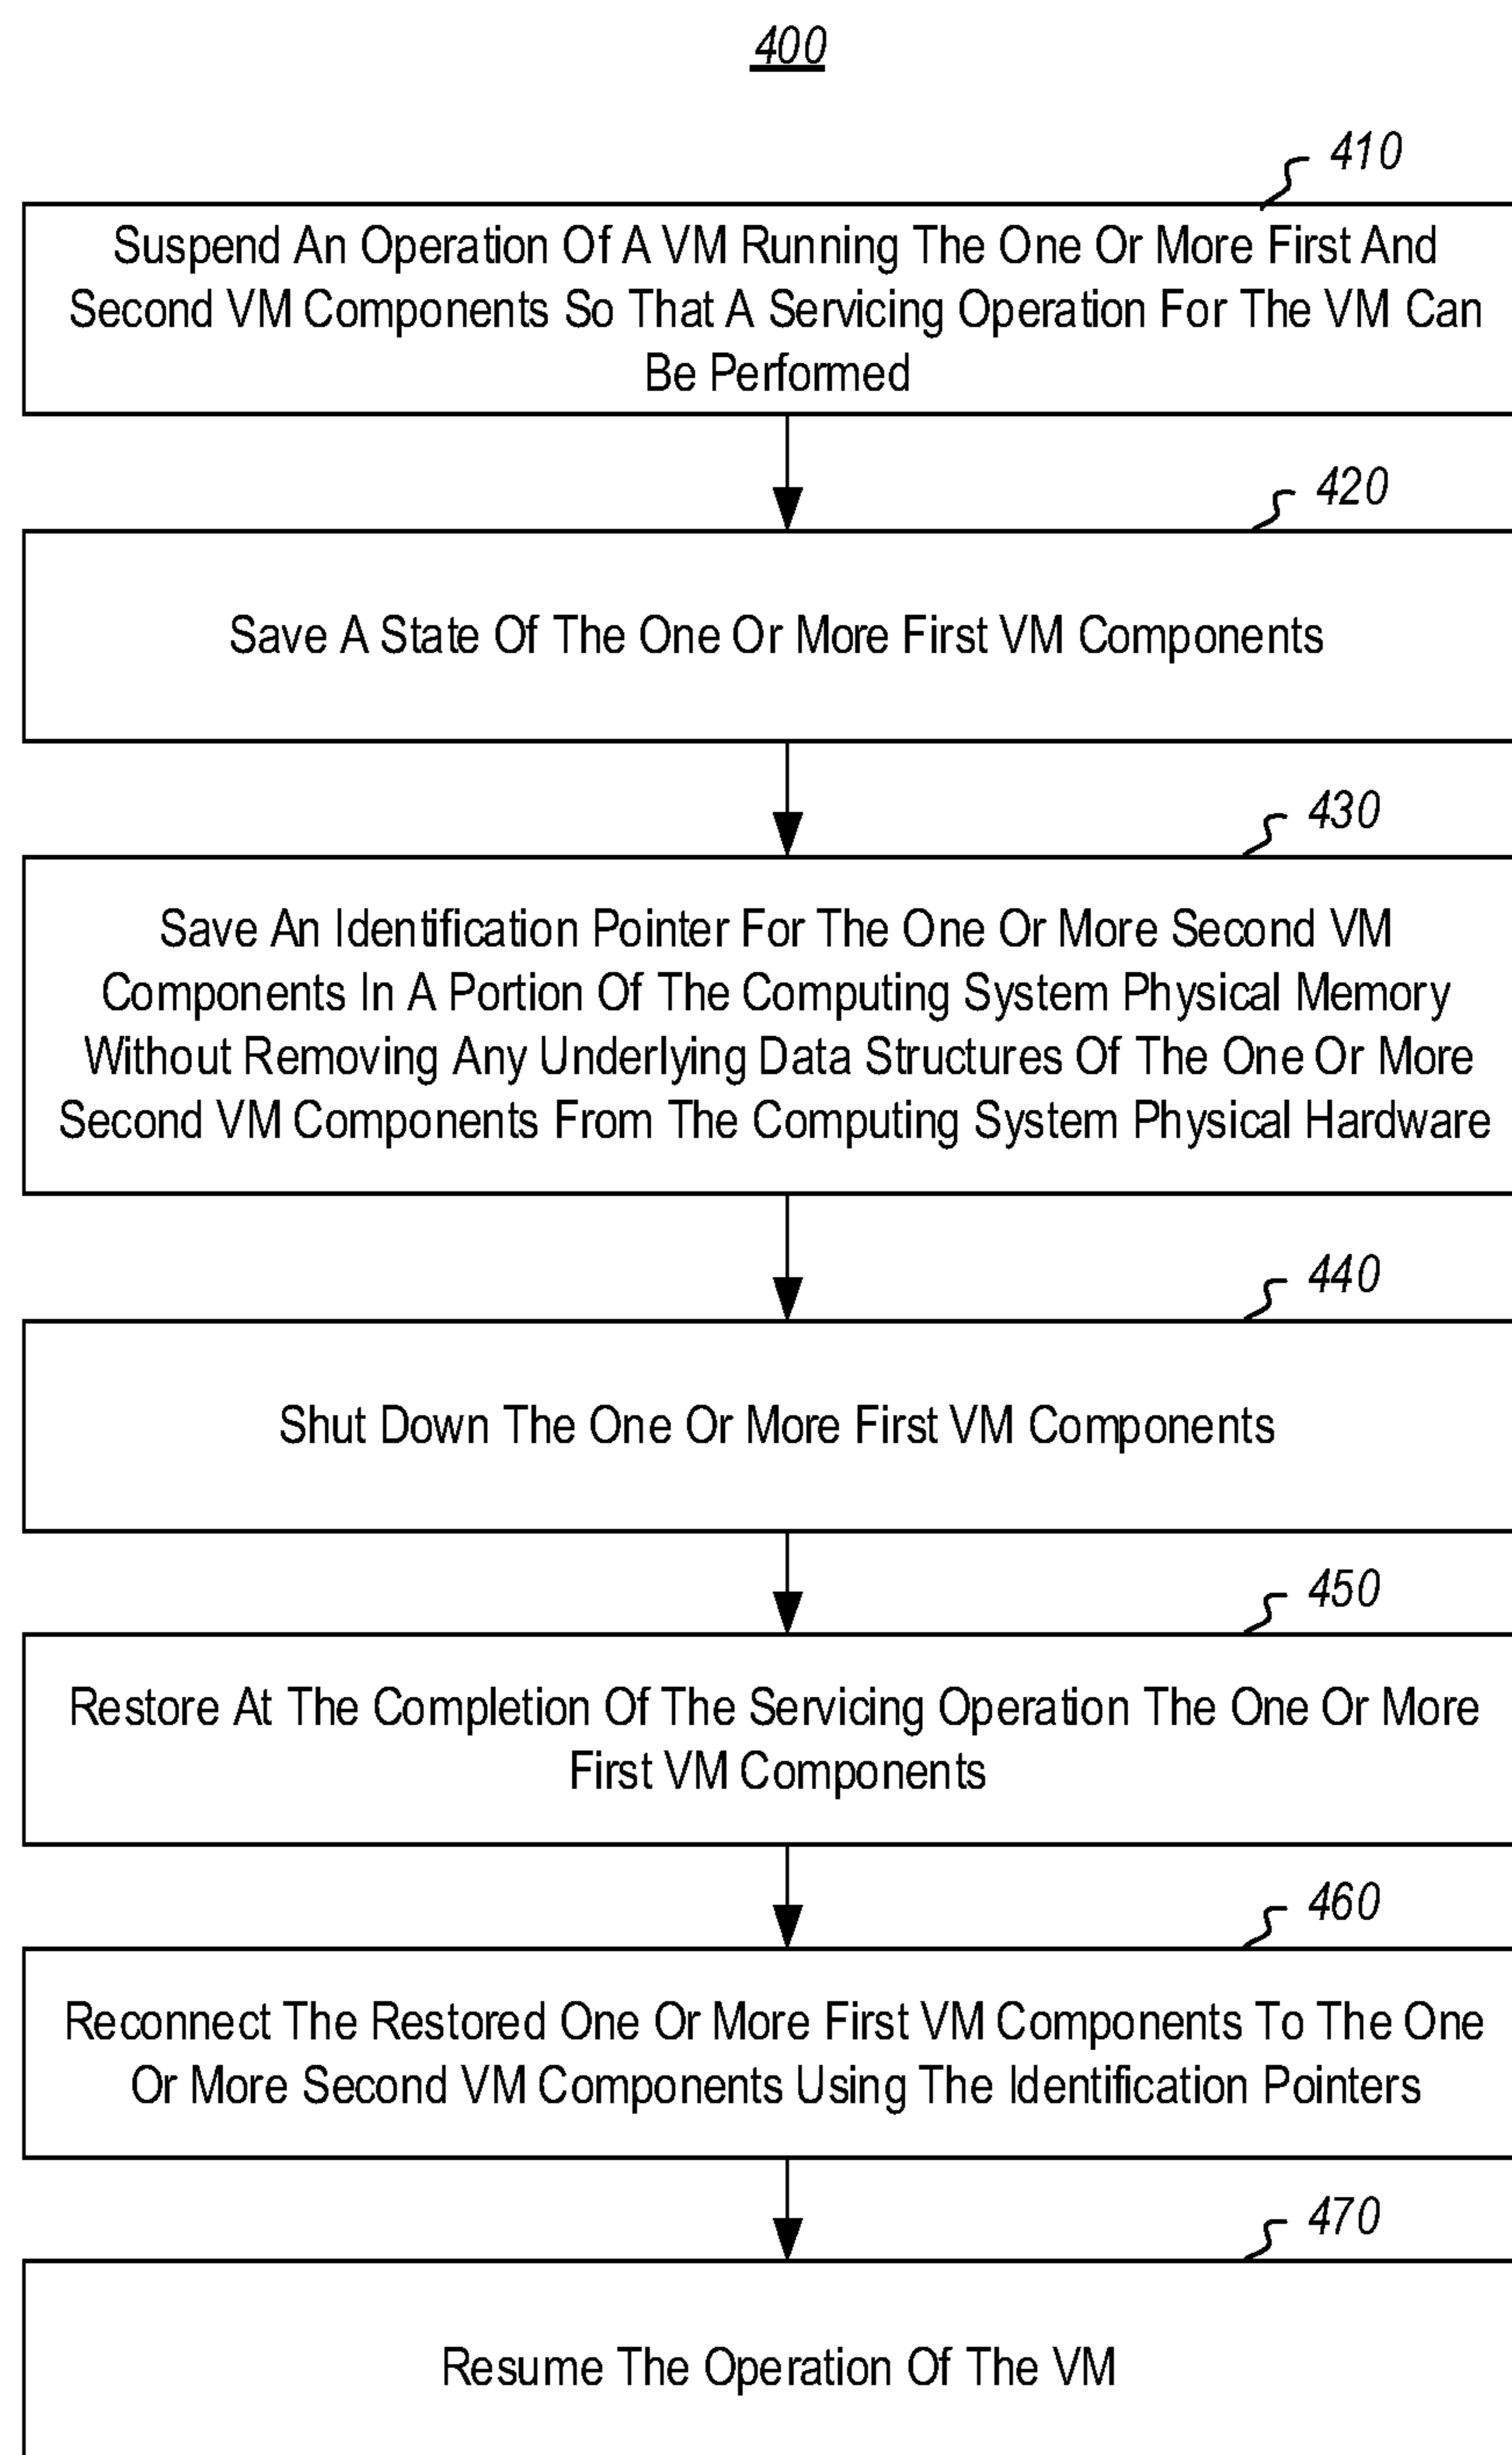 400
410
Suspend An Operation Of A VM Running The One Or More First And
Second VM Components So That A Servicing Operation For The VM Can
Be Performed
420
Save A State Of The One Or More First VM Components
430
Save An Identification Pointer For The One Or More Second VM
Components In A Portion Of The Computing System Physical Memory
Without Removing Any Underlying Data Structures Of The One Or More
Second VM Components From The Computing System Physical Hardware
440
Shut Down The One Or More First VM Components
450
Restore At The Completion Of The Servicing Operation The One Or More
First VM Components
460
Reconnect The Restored One Or More First VM Components To The One
Or More Second VM Components Using The Identification Pointers
470
Resume The Operation Of The VM